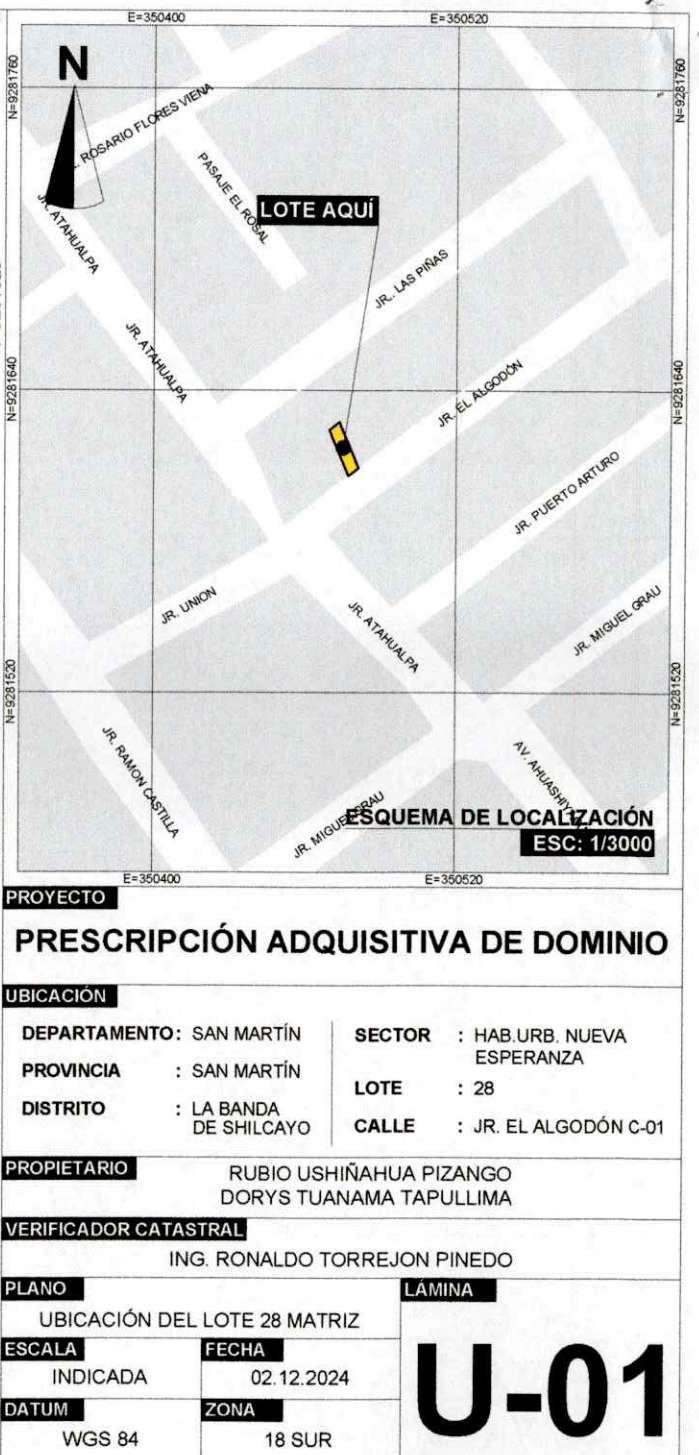 E=350400 E=350520
N=9281760 N=9281760
N
JR. ROSARIO FLORES VIENA
PASAJE EL ROSAL
JR. ATAHUALPA
LOTE AQUÍ
JR.. LAS PIÑAS
JR. ATAHUALPA
N=9281640 N=9281640
JR. EL ALGODÓN
JR. PUERTO ARTURO
JR. UNION
JR. ATAHUALPA
JR. MIGUEL GRAU
N=9281520 N=9281520
JR. RAMON CASTILLA
AV. AHUASHIY
JR. MIGUEL GRAU
ESQUEMA DE LOCALIZACIÓN
ESC: 1/3000
E=350400 E=350520
PROYECTO
PRESCRIPCIÓN ADQUISITIVA DE DOMINIO
UBICACIÓN
DEPARTAMENTO: SAN MARTÍN
PROVINCIA : SAN MARTÍN
DISTRITO : LA BANDA
DE SHILCAYO
SECTOR : HAB.URB. NUEVA
ESPERANZA
LOTE : 28
CALLE : JR. EL ALGODÓN C-01
PROPIETARIO
RUBIO USHIÑAHUA PIZANGO
DORYS TUANAMA TAPULLIMA
VERIFICADOR CATASTRAL
ING. RONALDO TORREJON PINEDO
PLANO
UBICACIÓN DEL LOTE 28 MATRIZ
ESCALA
INDICADA
FECHA
02.12.2024
DATUM
WGS 84
ZONA
18 SUR
LÁMINA
U-01